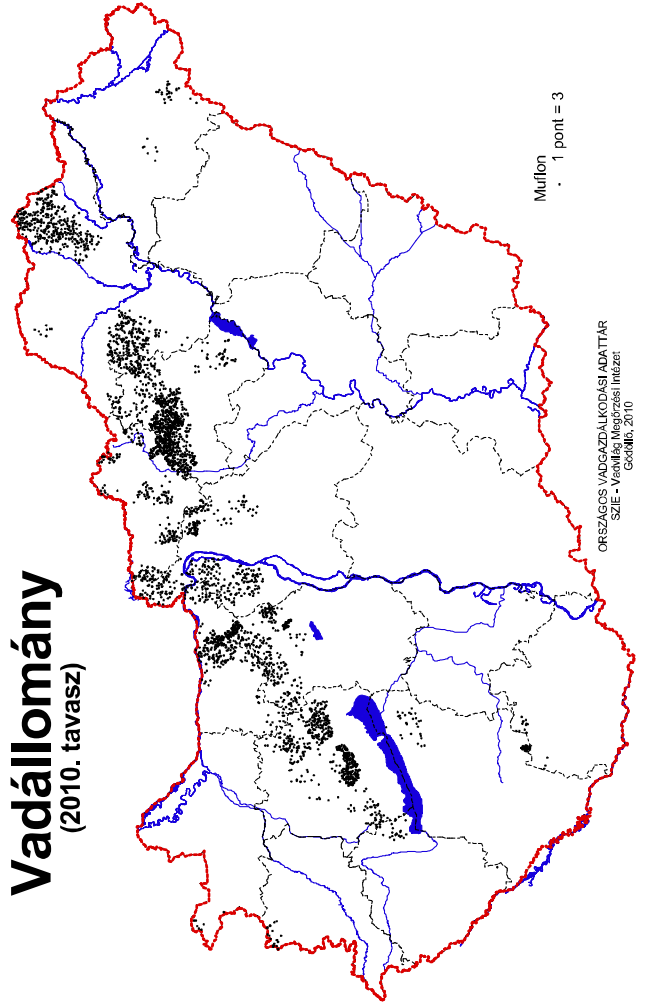 Vadállomány
(2010. tavasz)
Muflon
- 1 pont = 3
ORSZÁGOS VADGAZDÁLKODÁSI ADATTÁR
SZIE - Vadvilág Megőrzési Intézet
Gödöllő, 2010